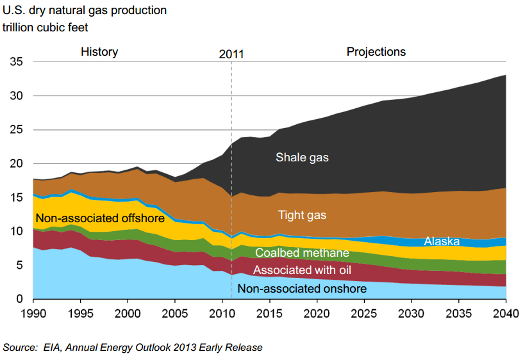 U.S. dry natural gas production
trillion cubic feet
History
2011
Projections
35
30
25
20
15
10
5
0
Shale gas
Non-associated offshore
Tight gas
Alaska
Coalbed methane
Associated with oil
Non-associated onshore
1990 1995 2000 2005 2010 2015 2020 2025 2030 2035 2040
Source: EIA, Annual Energy Outlook 2013 Early Release